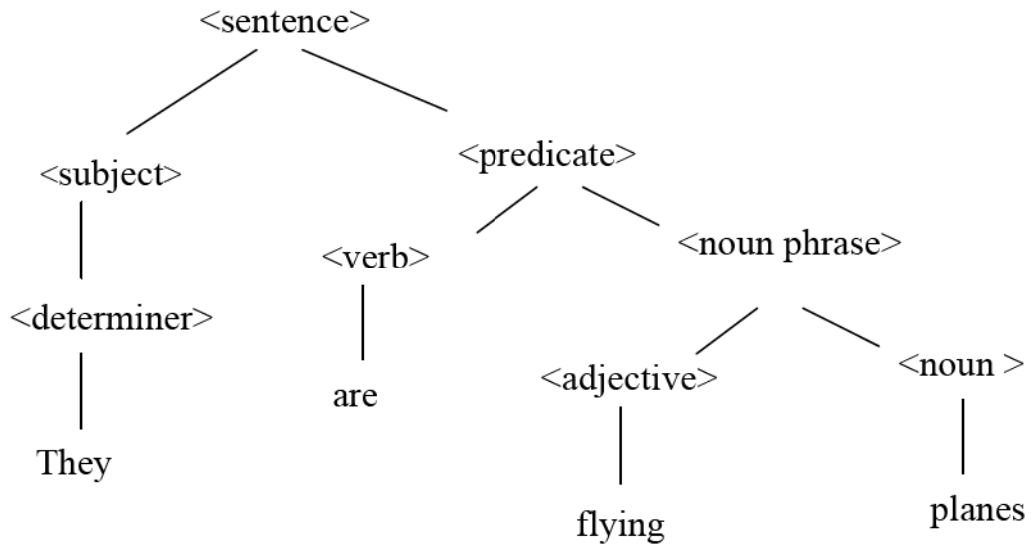 <sentence>
<predicate>
<subject>
<noun phrase>
<verb>
<determiner>
<noun >
<adjective>
are
They
planes
flying